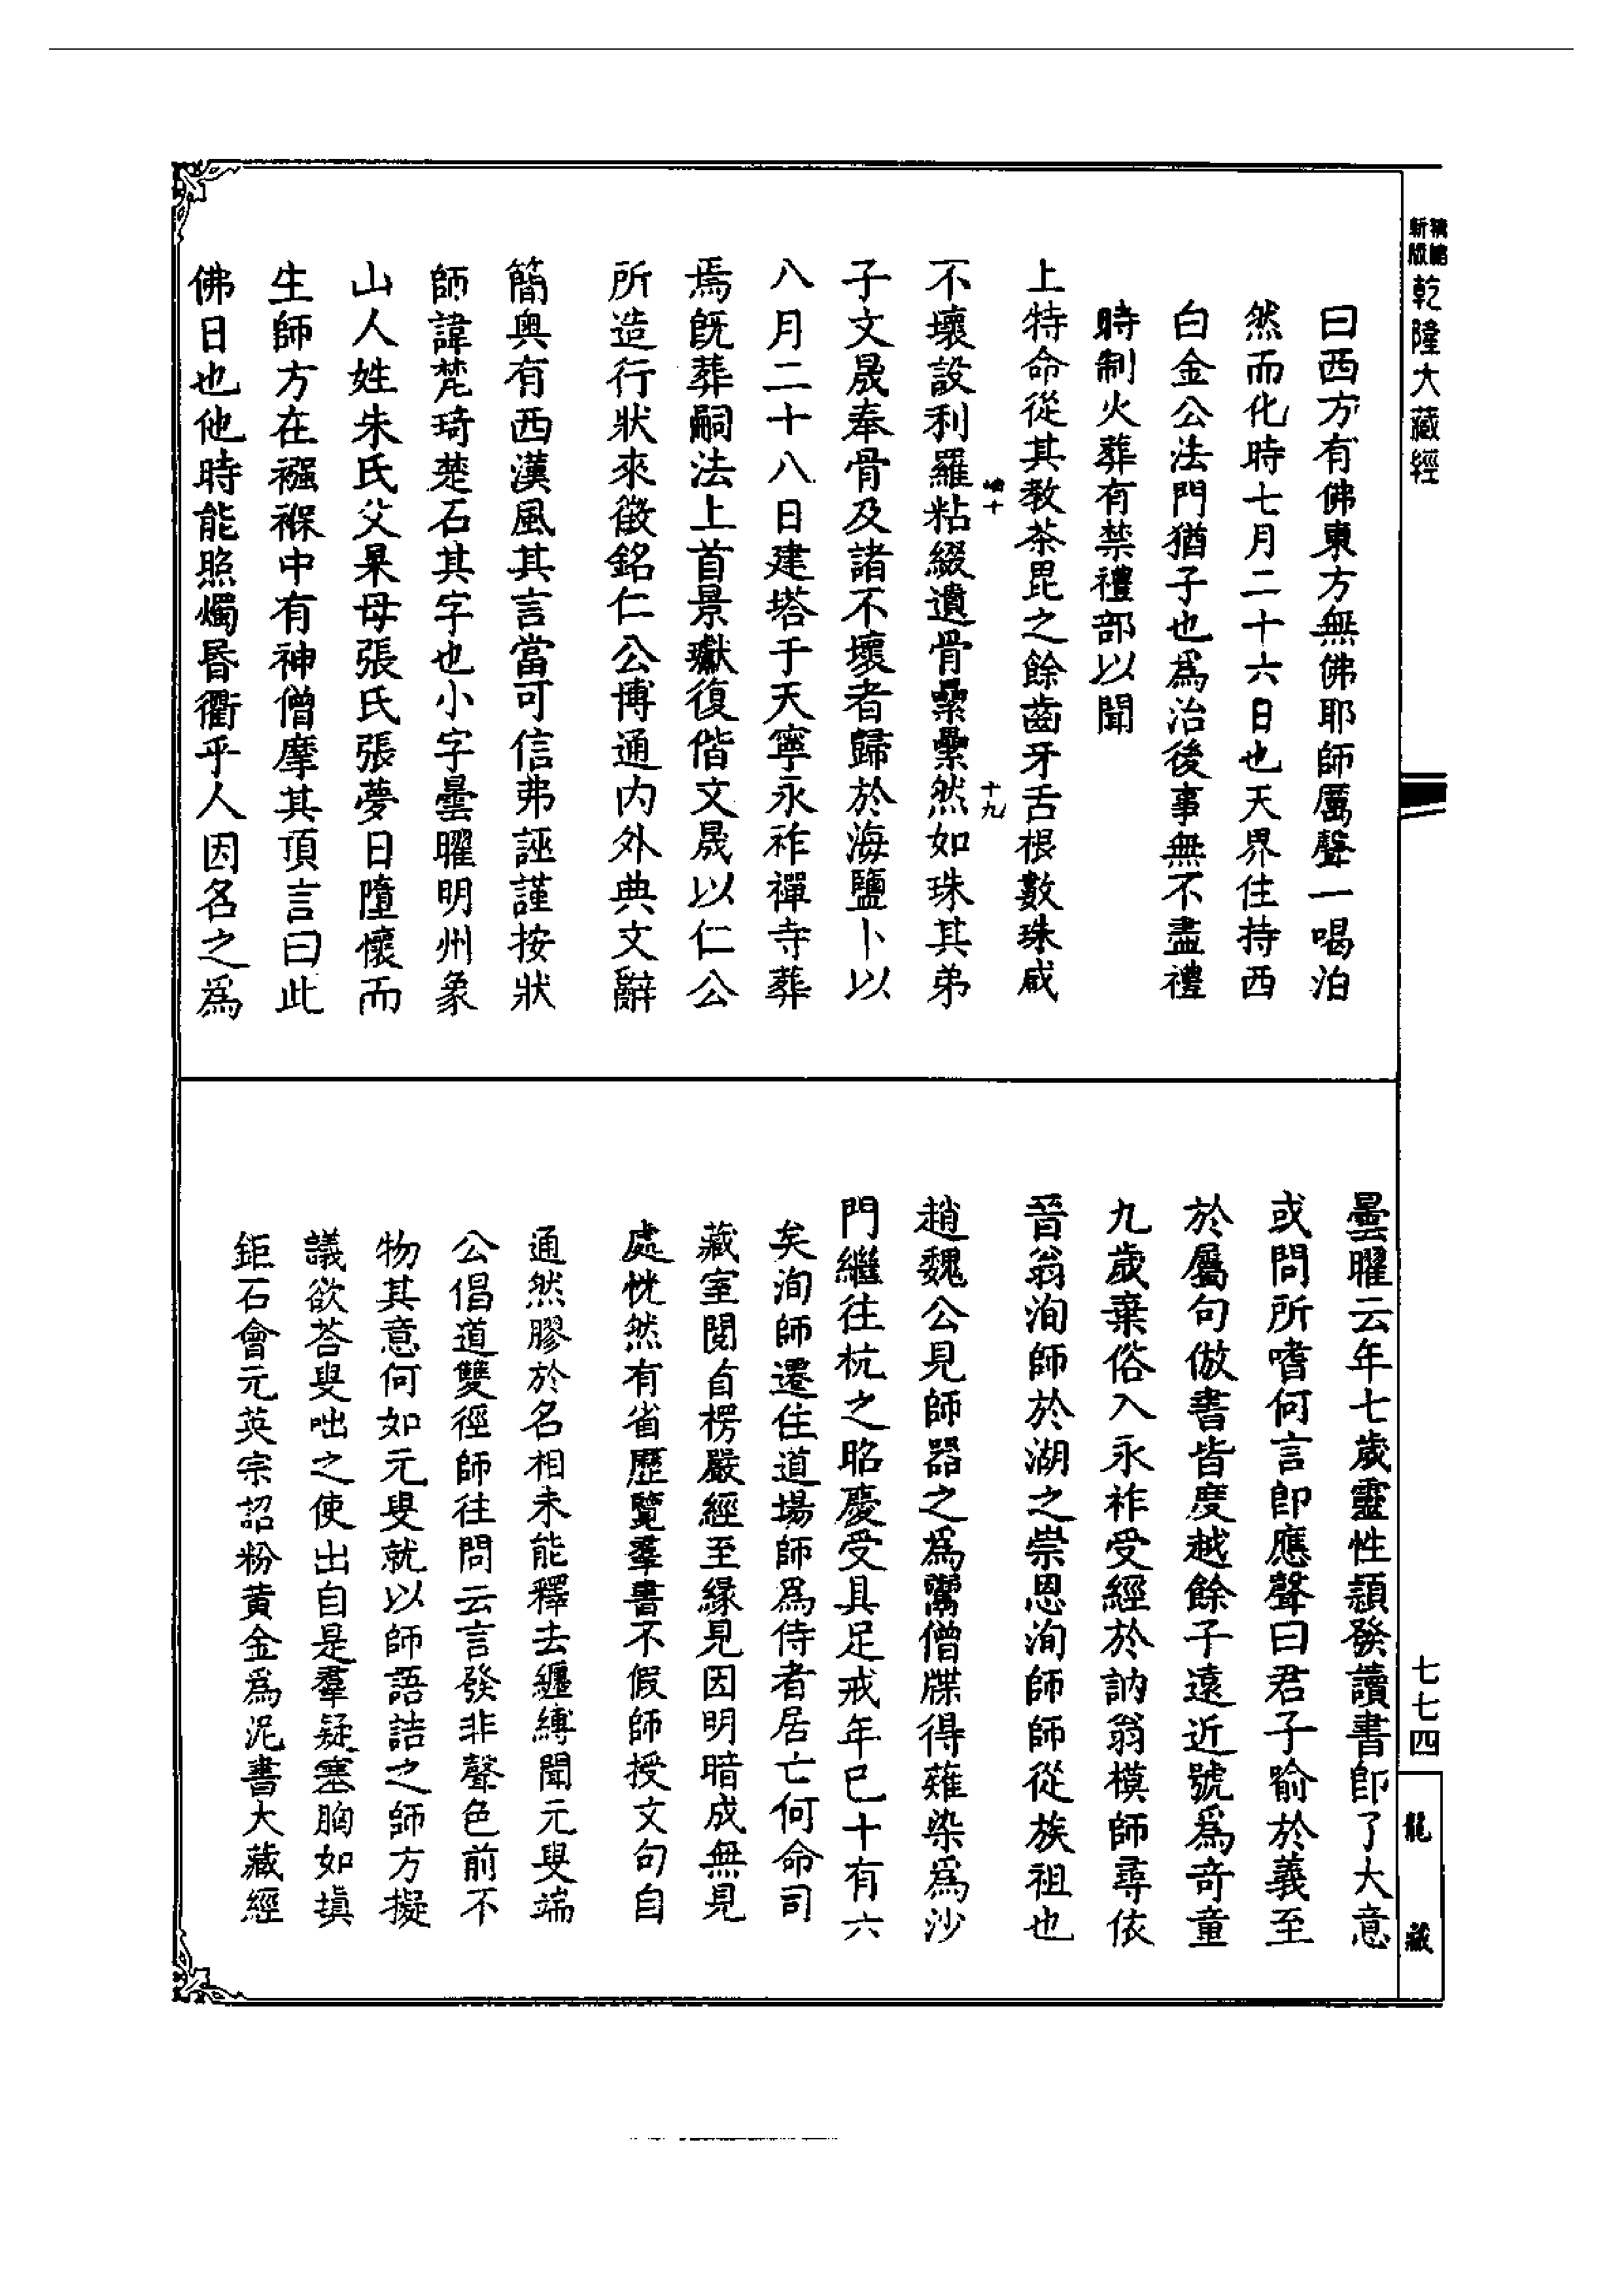 精縮
新版
乾隆大藏經
曰西方有佛東方無佛耶師厲聲一喝泊
然而化時七月二十六日也天界住持西
白金公法門猶子也爲治後事無不盡禮
時制火葬有禁禮部以聞
上特命從其教茶毘之餘齒牙舌根數珠咸
十 十九
不壞設利羅粘綴遺骨纍纍然如珠其弟
子文晟奉骨及諸不壞者歸於海鹽卜以
八月二十八日建塔于天寧永祚禪寺葬
焉旣葬嗣法上首景瓛復偕文晟以仁公
所造行狀來徵銘仁公博通内外典文辭
簡奥有西漢風其言當可信弗誣謹按狀
師諱梵琦楚石其字也小字曇曜明州象
山人姓朱氏父杲母張氏張夢日墮懷而
生師方在襁褓中有神僧摩其頂言曰此
佛日也他時能照燭昬衢乎人因名之爲
曇曜云年七歲靈性頴發讀書即了大意
或問所嗜何言即應聲曰君子喻於義至
於屬句倣書皆度越餘子遠近號爲奇童
九歲棄俗入永祚受經於訥翁模師尋依
晉翁洵師於湖之崇恩洵師師從族祖也
趙魏公見師器之爲鬻僧牒得薙染爲沙
門繼往杭之昭慶受具足戒年已十有六
矣洵師遷住道場師爲侍者居亡何命司
藏室閱首楞嚴經至緣見因明暗成無見
處恍然有省歷覽羣書不假師授文句自
通然膠於名相未能釋去纏縛聞元叟端
公倡道雙徑師往問云言發非聲色前不
物其意何如元叟就以師語詰之師方擬
議欲荅叟咄之使出自是羣疑塞胸如填
鉅石會元英宗詔粉黄金爲泥書大藏經
七七四
龍藏